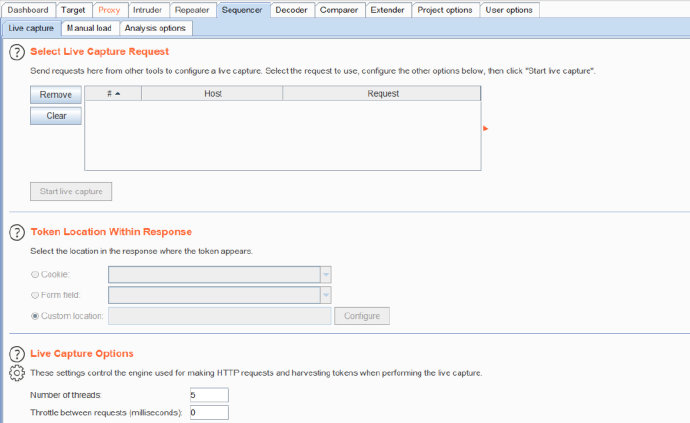 Dashboard Target Proxy Intruder Repeater Sequencer Decoder Comparer Extender Project options User options
Live capture Manual load Analysis options
? Select Live Capture Request
Send requests here from other tools to configure a live capture. Select the request to use, configure the other options below, then click "Start live capture".
Remove # Host Request
Clear
Start live capture
? Token Location Within Response
Select the location in the response where the token appears.
Cookie:
Form field:
Custom location: Configure
? Live Capture Options
These settings control the engine used for making HTTP requests and harvesting tokens when performing the live capture.
Number of threads: 5
Throttle between requests (milliseconds): 0